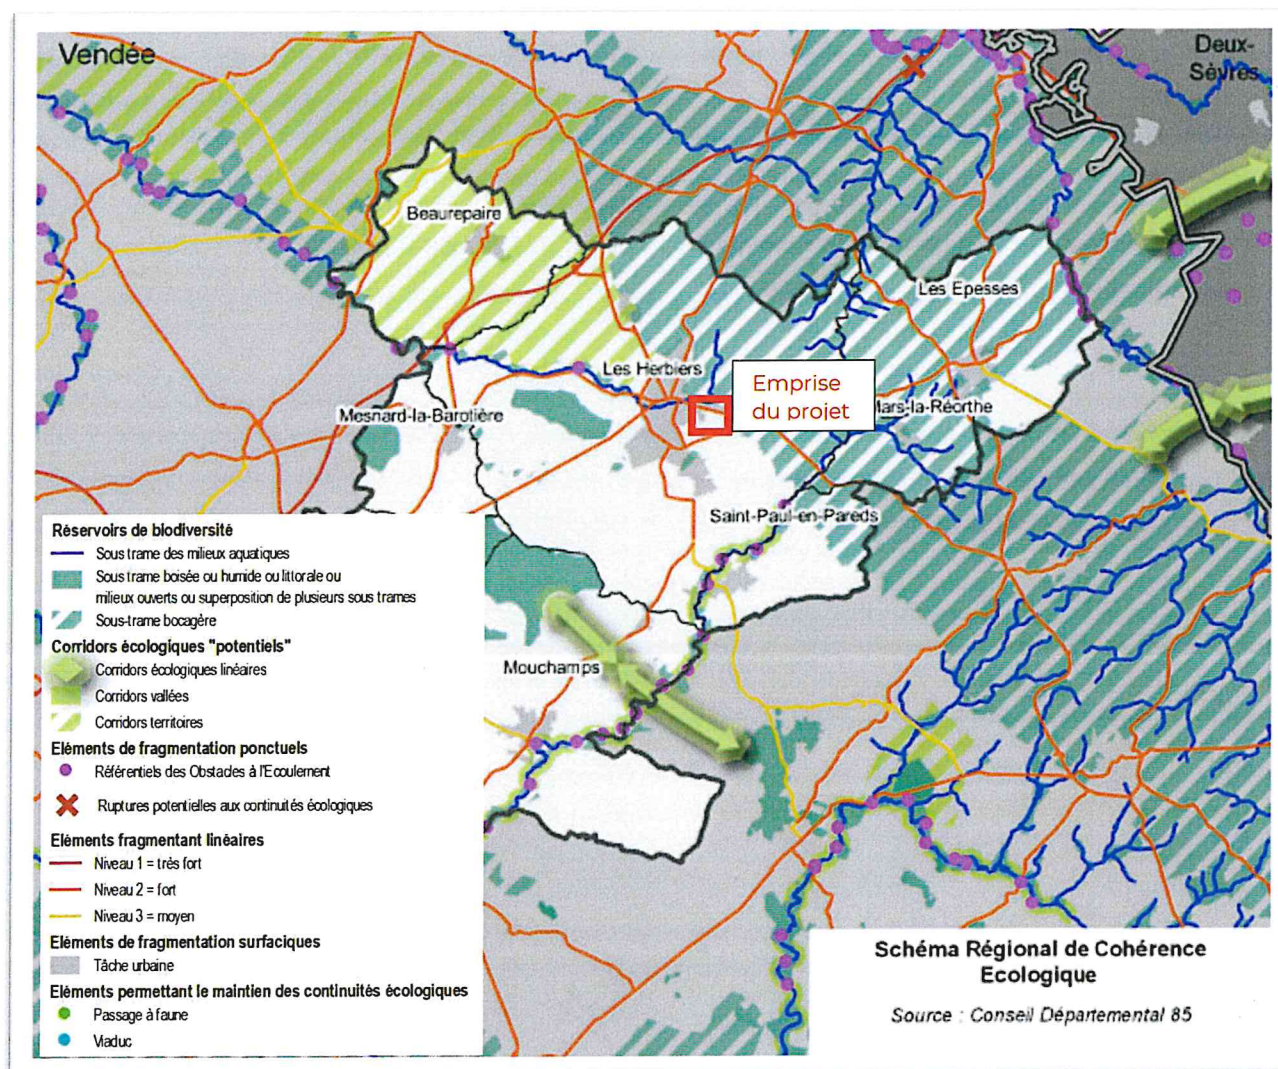 Vendée
Deux-
Sèvres
Beaurepaire
Les Epesses
Les Herbiers
Emprise
du projet
Mars-la-Réorthe
Mesnard-la-Barotière
Saint-Paul-en-Pareds
Mouchamps
Réservoirs de biodiversité
Sous trame des milieux aquatiques
Sous trame boisée ou humide ou littorale ou
milieux ouverts ou superposition de plusieurs sous trames
Sous-trame bocagère
Corridors écologiques "potentiels"
Corridors écologiques linéaires
Corridors vallées
Corridors territoires
Eléments de fragmentation ponctuels
Référentiels des Obstades à l'Ecoulement
Ruptures potentielles aux continuités écologiques
Eléments fragmentant linéaires
Niveau 1 = très fort
Niveau 2 = fort
Niveau 3 = moyen
Eléments de fragmentation surfaciques
Tâche urbaine
Eléments permettant le maintien des continuités écologiques
Passage à faune
Viaduc
Schéma Régional de Cohérence
Ecologique
Source : Conseil Départemental 85